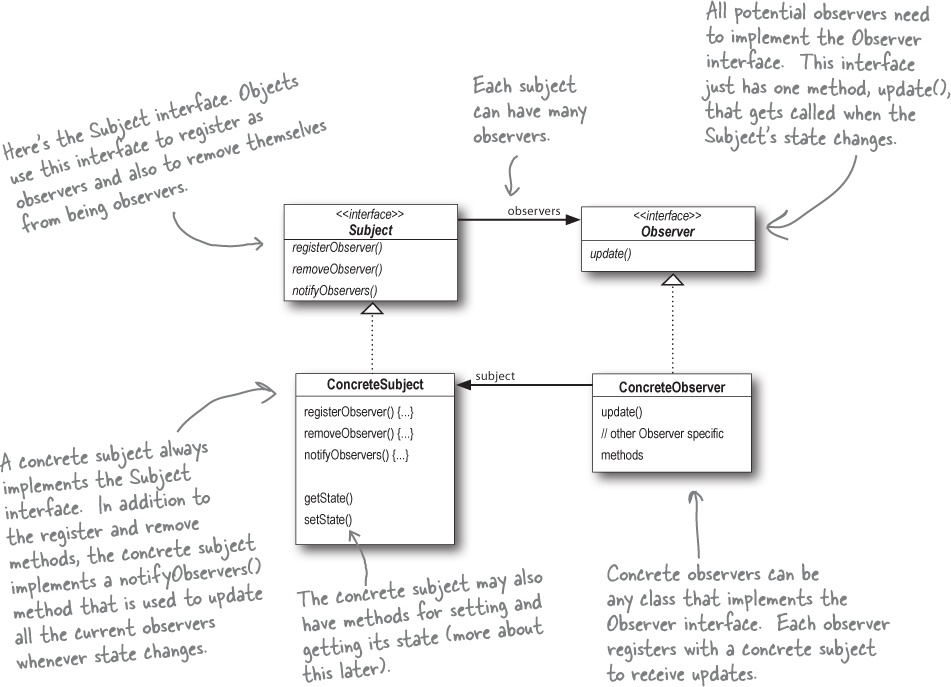 All potential observers need
to implement the Observer
interface. This interface
just has one method, update(),
that gets called when the
Subject's state changes.
Each subject
can have many
observers.
Here's the Subject interface. Objects
use this interface to register as
observers and also to remove themselves
from being observers.
<<interface>>
Subject
registerObserver()
removeObserver()
notifyObservers()
observers
<<interface>>
Observer
update()
ConcreteSubject
registerObserver() {...}
removeObserver() {...}
notifyObservers() {...}
getState()
setState()
subject
ConcreteObserver
update()
// other Observer specific
methods
A concrete subject always
implements the Subject
interface. In addition to
the register and remove
methods, the concrete subject
implements a notifyObservers()
method that is used to update
all the current observers
whenever state changes.
The concrete subject may also
have methods for setting and
getting its state (more about
this later).
Concrete observers can be
any class that implements the
Observer interface. Each observer
registers with a concrete subject
to receive updates.